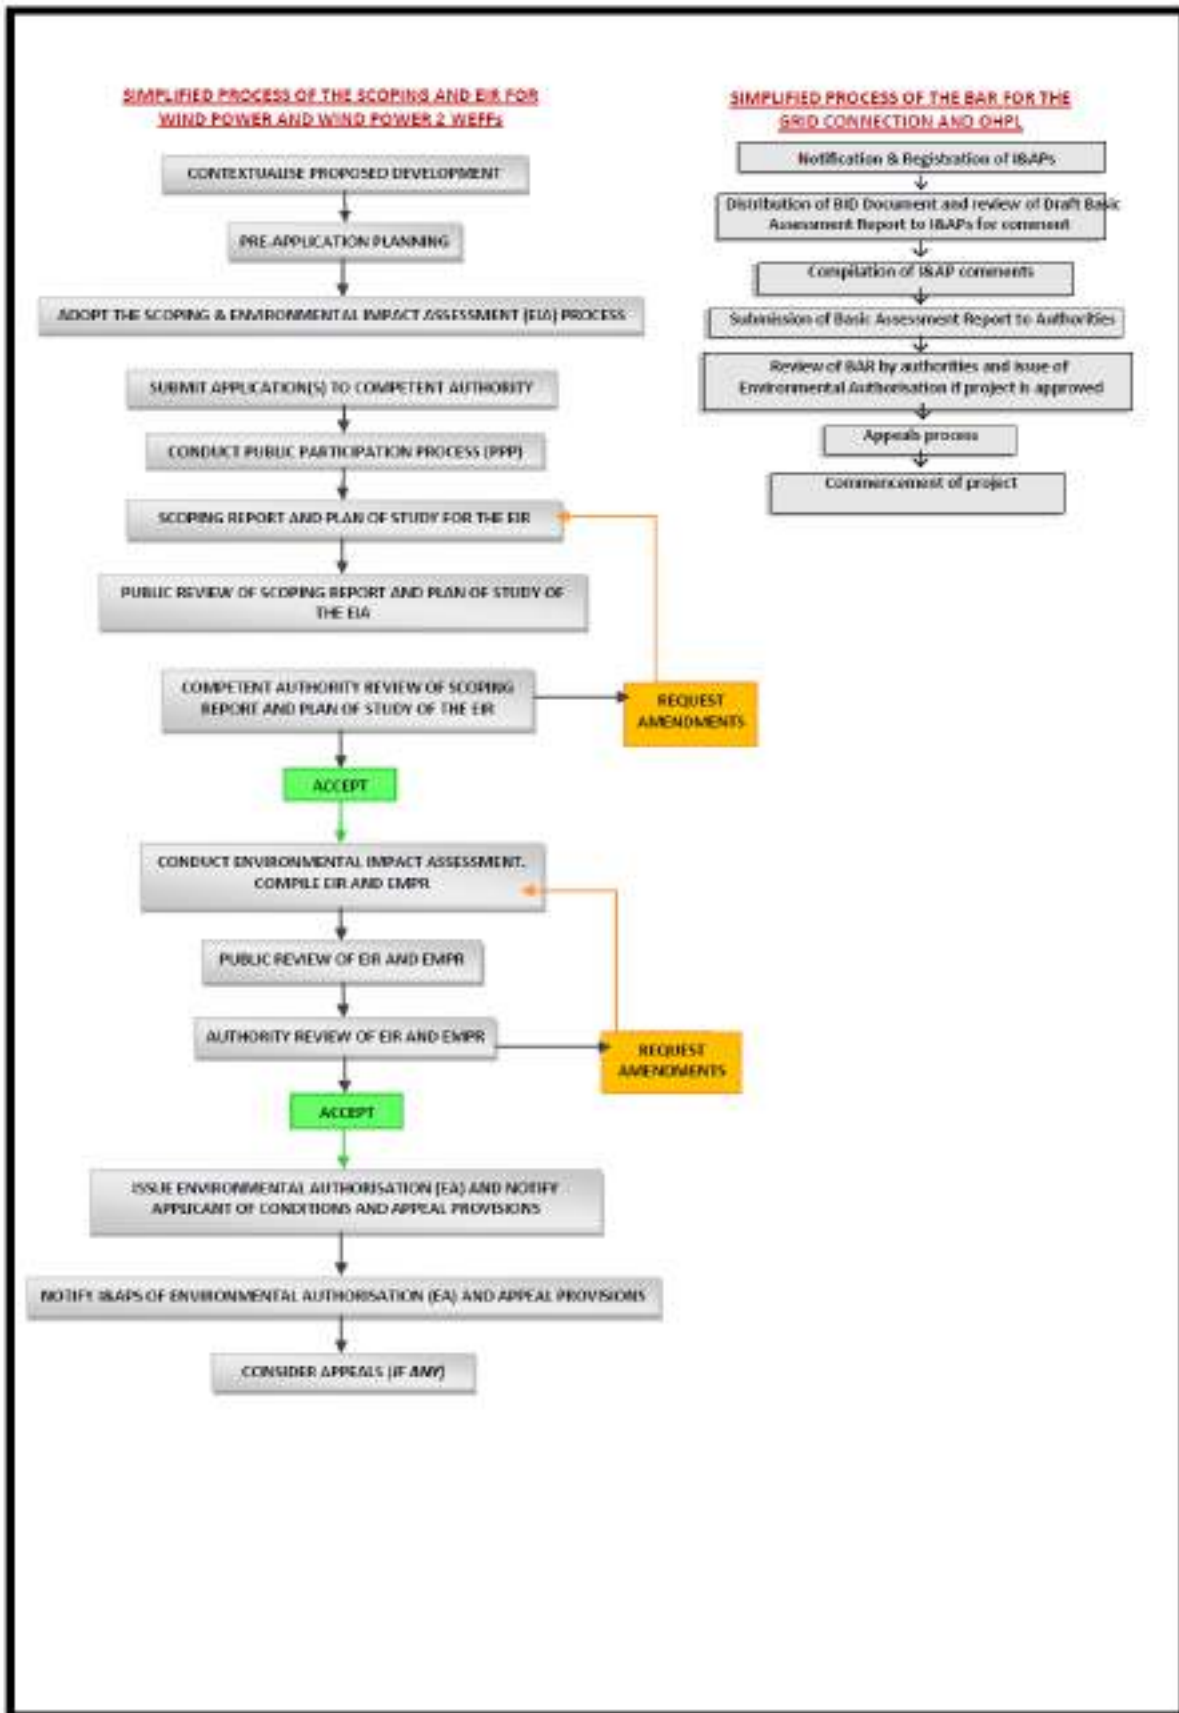 SIMPLIFIED PROCESS OF THE SCOPING AND EIR FOR
WIND POWER AND WIND POWER 2 WEFFs
CONTEXTUALISE PROPOSED DEVELOPMENT
PRE-APPLICATION PLANNING
ADOPT THE SCOPING & ENVIRONMENTAL IMPACT ASSESSMENT (EIA) PROCESS
SUBMIT APPLICATION(S) TO COMPETENT AUTHORITY
CONDUCT PUBLIC PARTICIPATION PROCESS (PPP)
SCOPING REPORT AND PLAN OF STUDY FOR THE EIR
PUBLIC REVIEW OF SCOPING REPORT AND PLAN OF STUDY OF
THE EIA
COMPETENT AUTHORITY REVIEW OF SCOPING
REPORT AND PLAN OF STUDY OF THE EIR
REQUEST
AMENDMENTS
ACCEPT
CONDUCT ENVIRONMENTAL IMPACT ASSESSMENT.
COMPILE EIR AND EMPR
PUBLIC REVIEW OF EIR AND EMPR
AUTHORITY REVIEW OF EIR AND EMPR
REQUEST
AMENDMENTS
ACCEPT
ISSUE ENVIRONMENTAL AUTHORISATION (EA) AND NOTIFY
APPLICANT OF CONDITIONS AND APPEAL PROVISIONS
NOTIFY I&APS OF ENVIRONMENTAL AUTHORISATION (EA) AND APPEAL PROVISIONS
CONSIDER APPEALS (IF ANY)
SIMPLIFIED PROCESS OF THE BAR FOR THE
GRID CONNECTION AND OHPL
Notification & Registration of I&APs
Distribution of BID Document and review of Draft Basic
Assessment Report to I&APs for comment
Compilation of I&AP comments
Submission of Basic Assessment Report to Authorities
Review of BAR by authorities and issue of
Environmental Authorisation if project is approved
Appeals process
Commencement of project